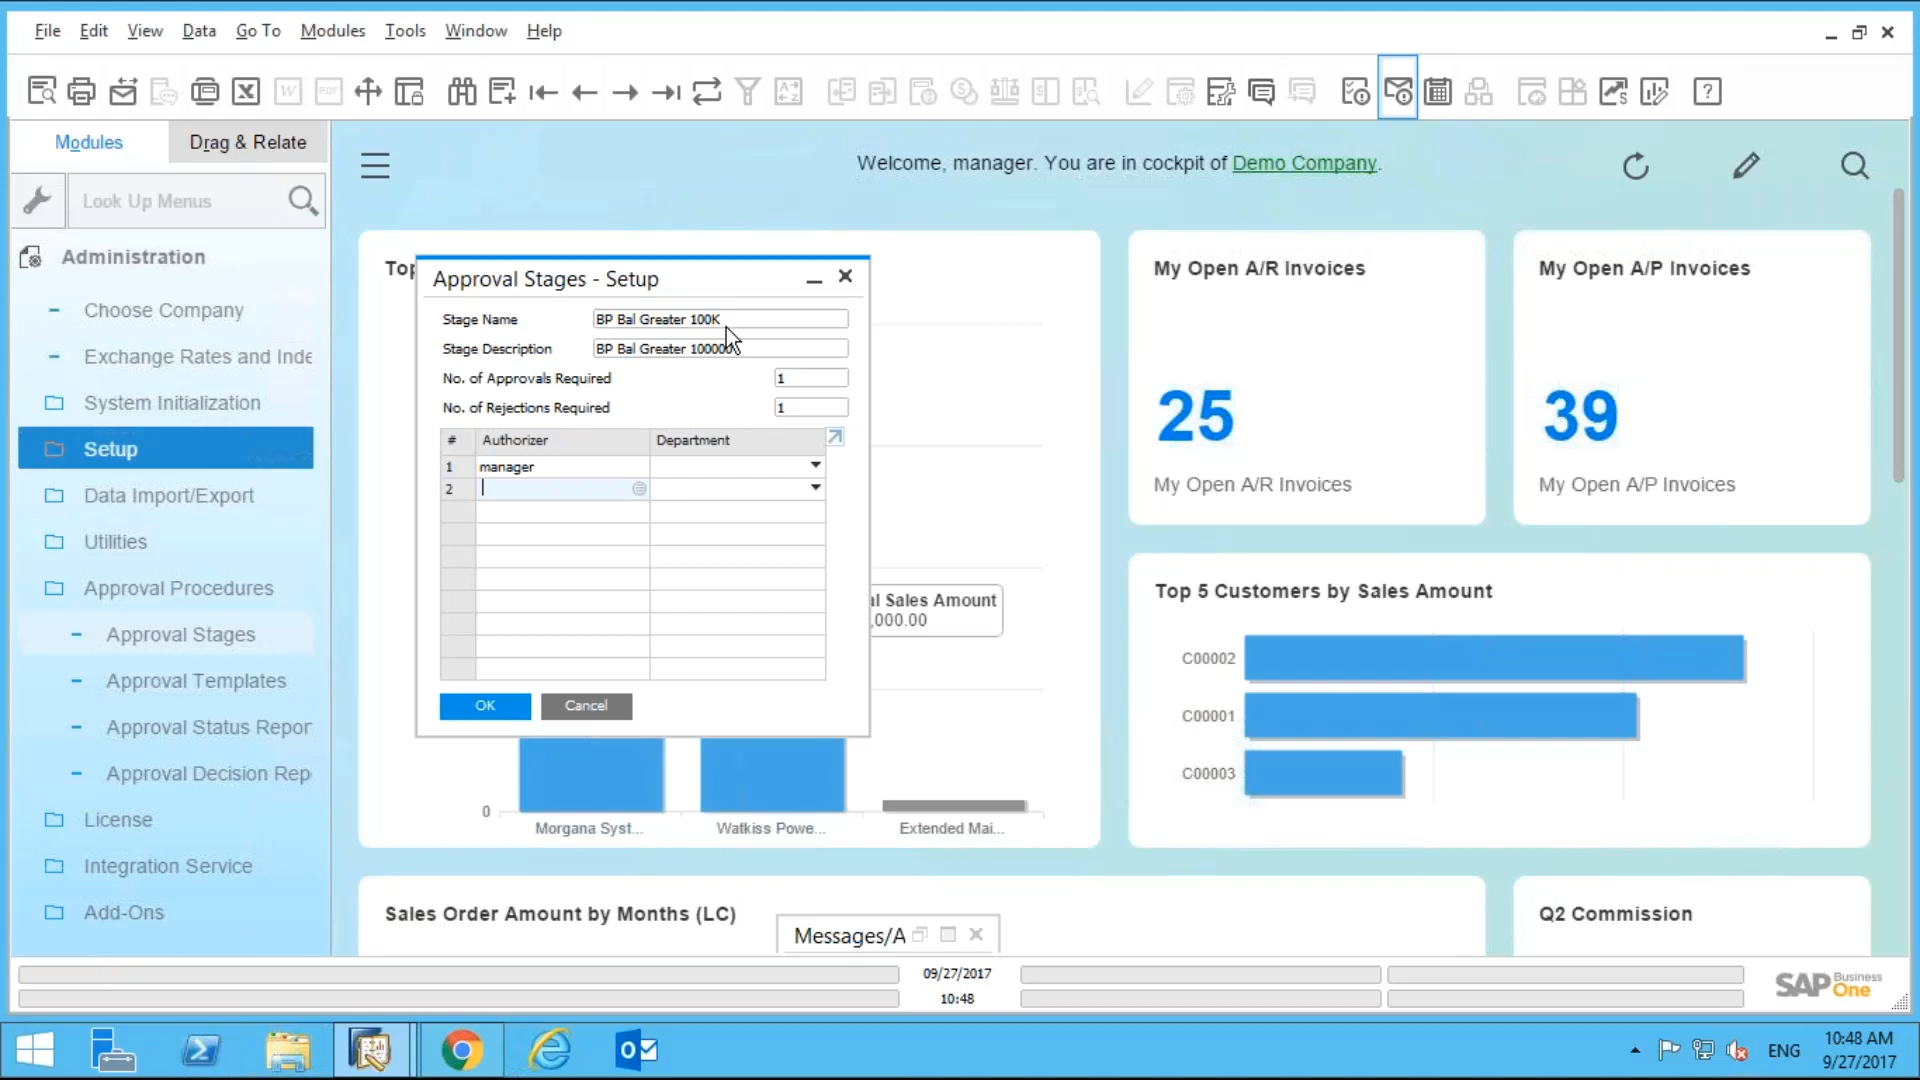 File Edit View Data Go To Modules Tools Window Help
Modules
Drag & Relate
Look Up Menus
Administration
Choose Company
Exchange Rates and Inde
System Initialization
Setup
Data Import/Export
Utilities
Approval Procedures
Approval Stages
Approval Templates
Approval Status Repor
Approval Decision Rep
License
Integration Service
Add-Ons
Welcome, manager. You are in cockpit of Demo Company.
Top
Approval Stages - Setup
Stage Name BP Bal Greater 100K
Stage Description BP Bal Greater 100000
No. of Approvals Required 1
No. of Rejections Required 1
# Authorizer Department
1 manager
2
OK Cancel
al Sales Amount
,000.00
0
Morgana Syst... Watkiss Powe... Extended Mai...
My Open A/R Invoices
25
My Open A/R Invoices
My Open A/P Invoices
39
My Open A/P Invoices
Top 5 Customers by Sales Amount
C00002
C00001
C00003
Sales Order Amount by Months (LC)
Messages/A
Q2 Commission
09/27/2017
10:48
SAP Business One
ENG
10:48 AM
9/27/2017